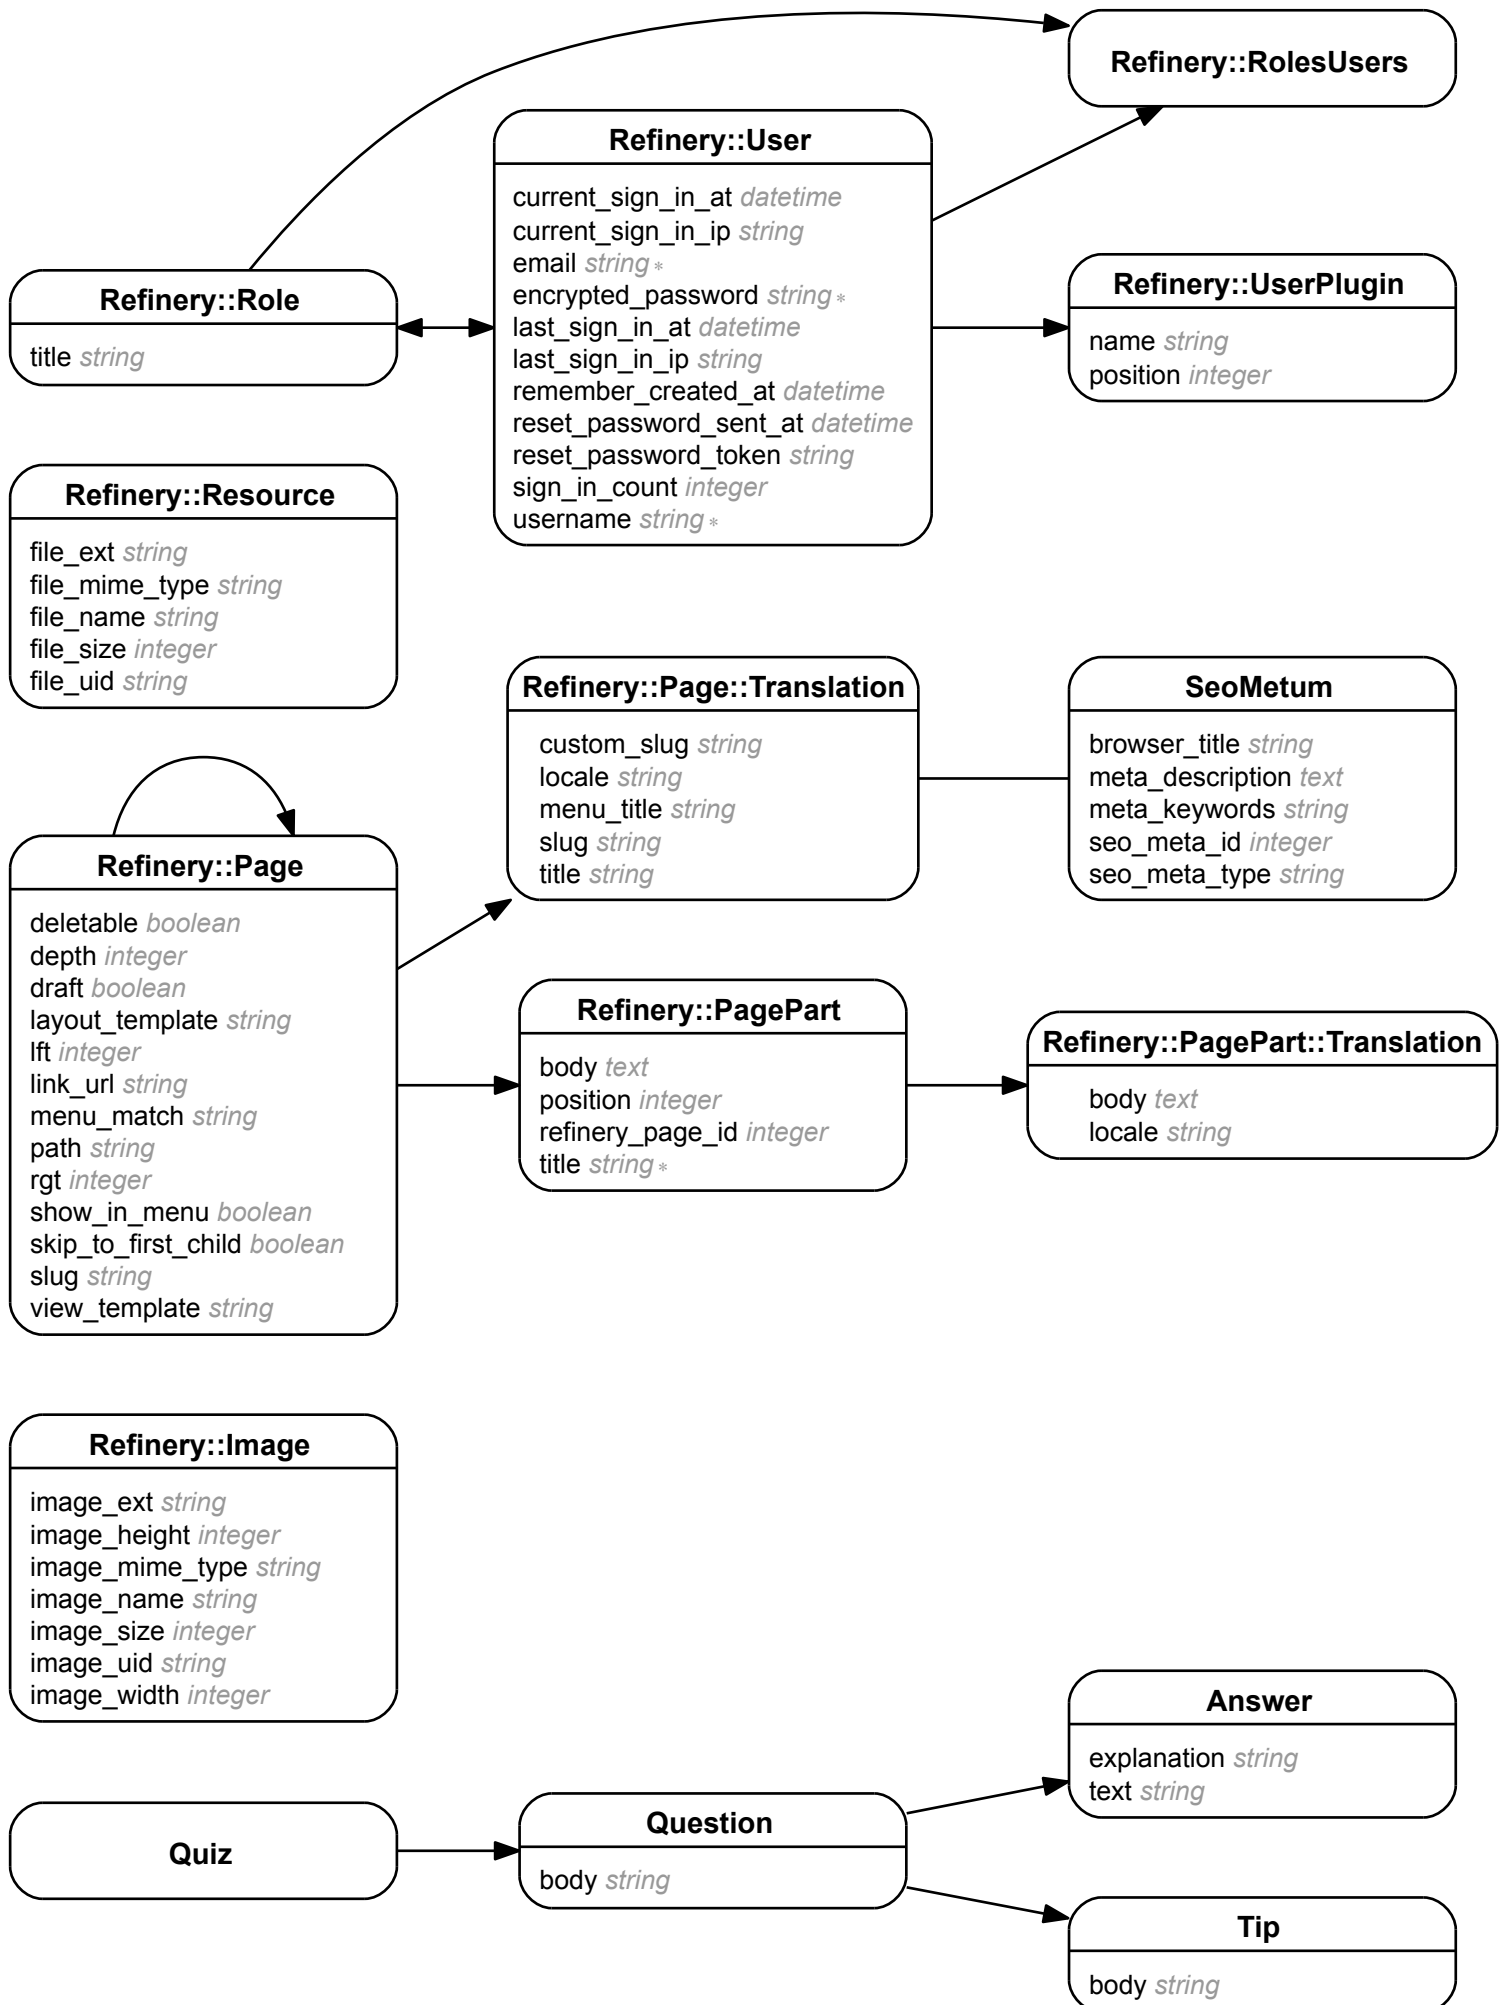 Refinery::RolesUsers
Refinery::User
current_sign_in_at datetime
current_sign_in_ip string
email string*
encrypted_password string*
last_sign_in_at datetime
last_sign_in_ip string
remember_created_at datetime
reset_password_sent_at datetime
reset_password_token string
sign_in_count integer
username string*
Refinery::Role
title string
Refinery::UserPlugin
name string
position integer
Refinery::Resource
file_ext string
file_mime_type string
file_name string
file_size integer
file_uid string
Refinery::Page::Translation
custom_slug string
locale string
menu_title string
slug string
title string
SeoMetum
browser_title string
meta_description text
meta_keywords string
seo_meta_id integer
seo_meta_type string
Refinery::Page
deletable boolean
depth integer
draft boolean
layout_template string
lft integer
link_url string
menu_match string
path string
rgt integer
show_in_menu boolean
skip_to_first_child boolean
slug string
view_template string
Refinery::PagePart
body text
position integer
refinery_page_id integer
title string*
Refinery::PagePart::Translation
body text
locale string
Refinery::Image
image_ext string
image_height integer
image_mime_type string
image_name string
image_size integer
image_uid string
image_width integer
Answer
explanation string
text string
Quiz
Question
body string
Tip
body string